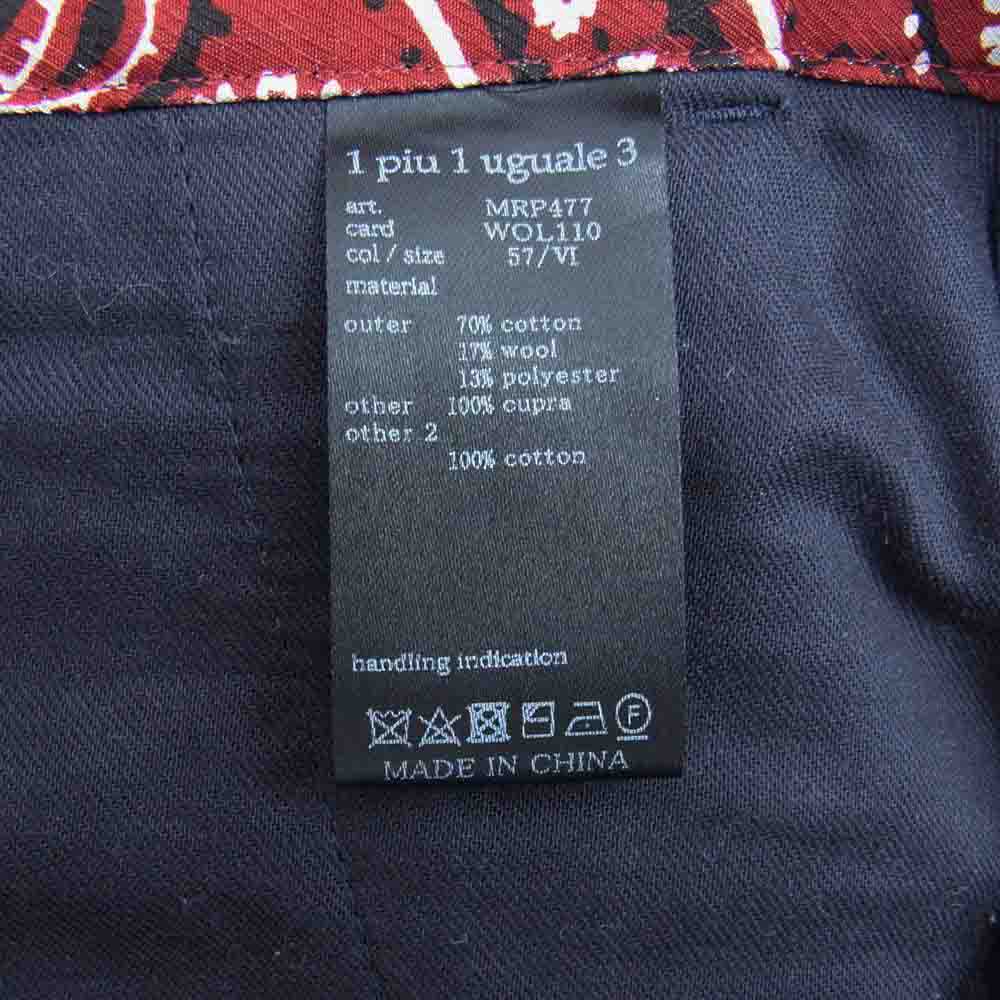 1 piu 1 uguale 3
art. MRP477
card WOL110
col / size 57/VI
material
outer 70% cotton
17% wool
13% polyester
other 100% cupra
other 2
100% cotton
handling indication
F
MADE IN CHINA